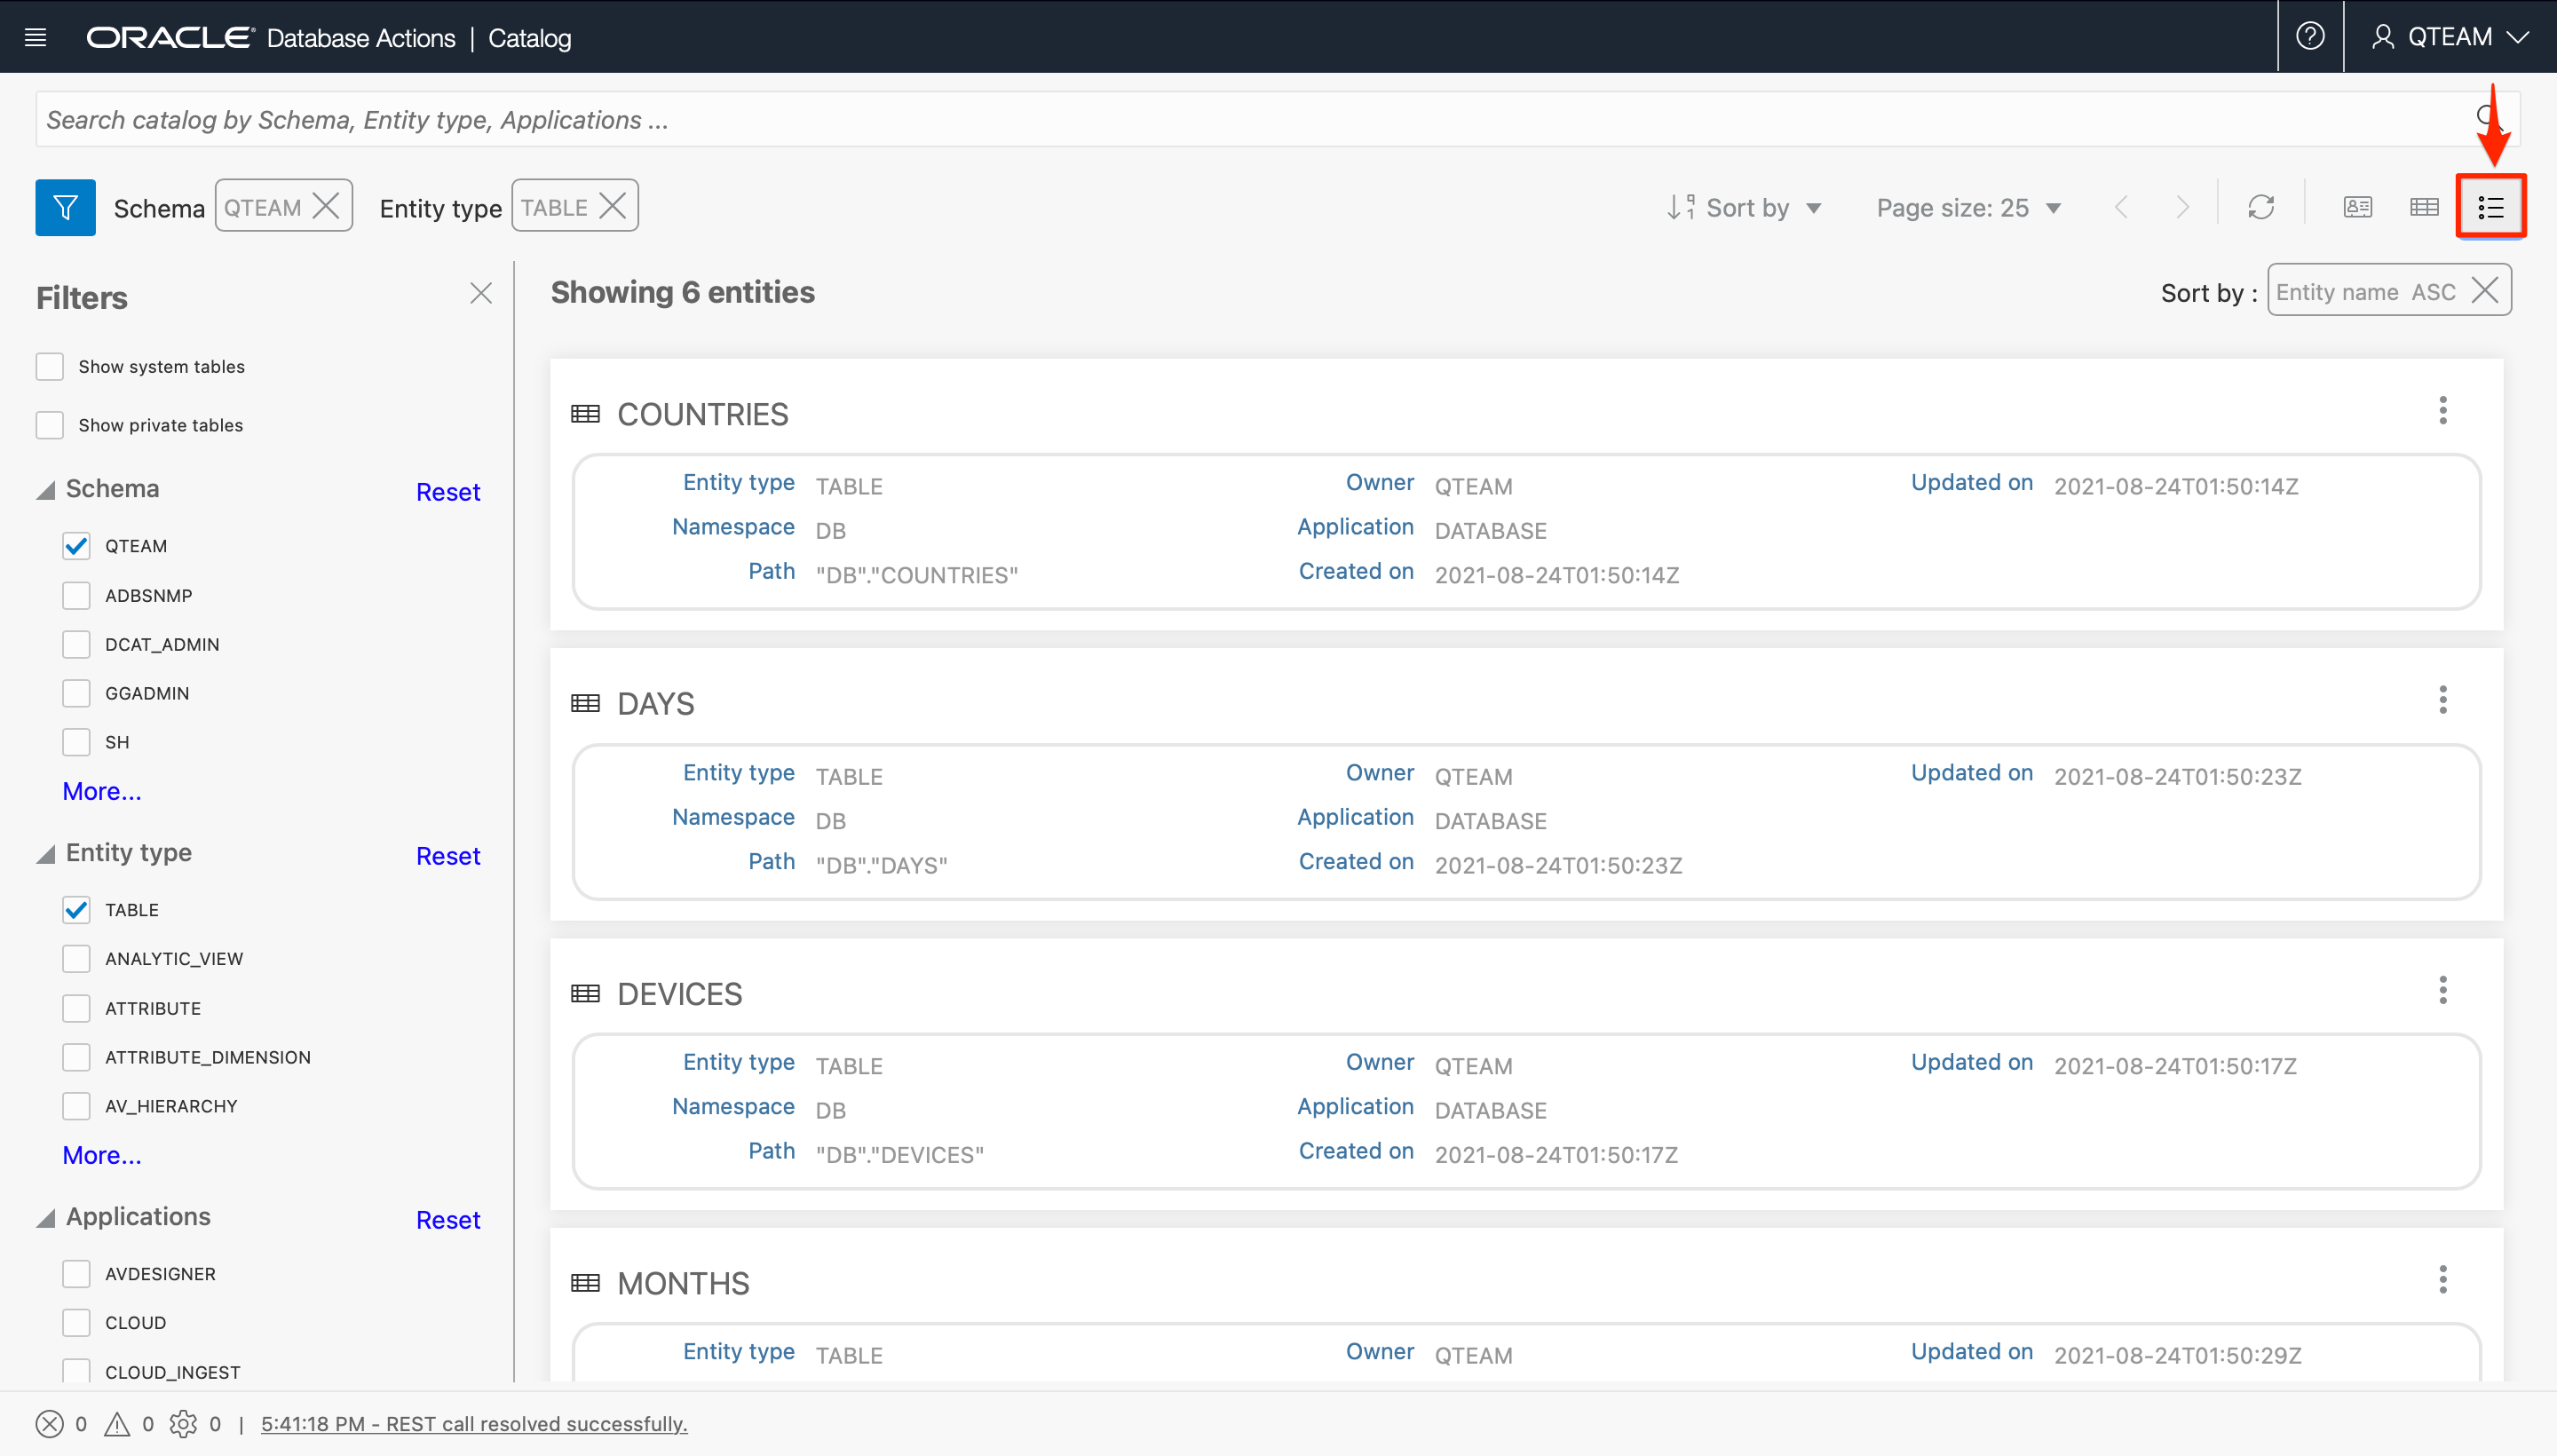 ORACLE® Database Actions | Catalog
QTEAM
Search catalog by Schema, Entity type, Applications ...
Schema QTEAM Entity type TABLE Sort by Page size: 25
Filters
Show system tables
Show private tables
Schema Reset
QTEAM
ADBSNMP
DCAT_ADMIN
GGADMIN
SH
More...
Entity type Reset
TABLE
ANALYTIC_VIEW
ATTRIBUTE
ATTRIBUTE_DIMENSION
AV_HIERARCHY
More...
Applications Reset
AVDESIGNER
CLOUD
CLOUD_INGEST
Showing 6 entities Sort by : Entity name ASC
COUNTRIES
Entity type TABLE Owner QTEAM Updated on 2021-08-24T01:50:14Z
Namespace DB Application DATABASE
Path "DB"."COUNTRIES" Created on 2021-08-24T01:50:14Z
DAYS
Entity type TABLE Owner QTEAM Updated on 2021-08-24T01:50:23Z
Namespace DB Application DATABASE
Path "DB"."DAYS" Created on 2021-08-24T01:50:23Z
DEVICES
Entity type TABLE Owner QTEAM Updated on 2021-08-24T01:50:17Z
Namespace DB Application DATABASE
Path "DB"."DEVICES" Created on 2021-08-24T01:50:17Z
MONTHS
Entity type TABLE Owner QTEAM Updated on 2021-08-24T01:50:29Z
0 0 0 | 5:41:18 PM - REST call resolved successfully.